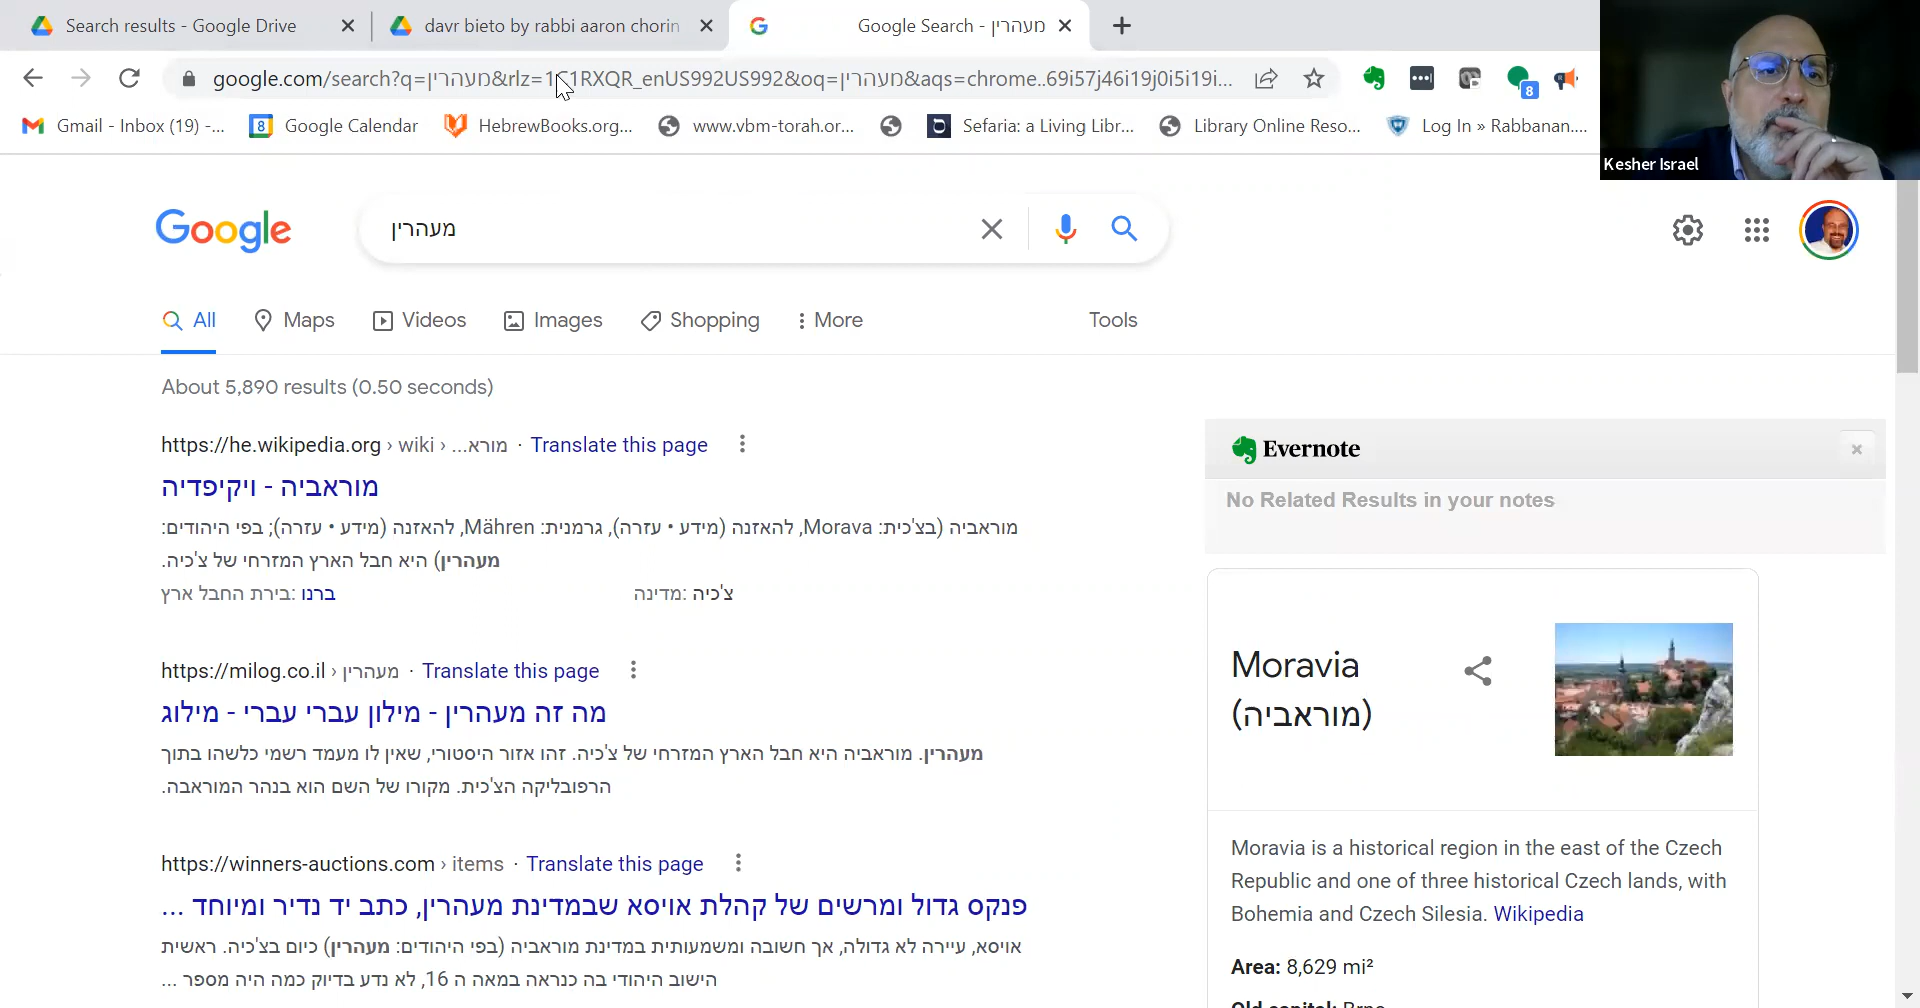 Search results - Google Drive
davr bieto by rabbi aaron chorin
מעהרין - Google Search
google.com/search?q=מעהרין&rlz=1C1RXQR_enUS992US992&oq=מעהרין&aqs=chrome..69i57j46i19j0i5i19i...
8
Gmail - Inbox (19) -...
8
Google Calendar
HebrewBooks.org...
www.vbm-torah.or...
Sefaria: a Living Libr...
Library Online Reso...
Log In » Rabbanan....
Kesher Israel
Google
מעהרין
All
Maps
Videos
Images
Shopping
More
Tools
About 5,890 results (0.50 seconds)
https://he.wikipedia.org › wiki › ...מורא · Translate this page
מוראביה - ויקיפדיה
מוראביה (בצ'כית: Morava, להאזנה (מידע • עזרה), גרמנית: Mähren, להאזנה (מידע • עזרה); בפי היהודים:
מעהרין) היא חבל הארץ המזרחי של צ'כיה.
בירת החבל ארץ: ברנו
מדינה: צ'כיה
https://milog.co.il › מעהרין · Translate this page
מה זה מעהרין - מילון עברי עברי - מילוג
מעהרין. מוראביה היא חבל הארץ המזרחי של צ'כיה. זהו אזור היסטורי, שאין לו מעמד רשמי כלשהו בתוך
הרפובליקה הצ'כית. מקורו של השם הוא בנהר המוראבה.
https://winners-auctions.com › items · Translate this page
פנקס גדול ומרשים של קהלת אויסא שבמדינת מעהרין, כתב יד נדיר ומיוחד ...
אויסא, עיירה לא גדולה, אך חשובה ומשמעותית במדינת מוראביה (בפי היהודים: מעהרין) כיום בצ'כיה. ראשית
הישוב היהודי בה כנראה במאה ה 16, לא נדע בדיוק כמה היה מספר ...
Evernote
No Related Results in your notes
Moravia
(מוראביה)
Moravia is a historical region in the east of the Czech
Republic and one of three historical Czech lands, with
Bohemia and Czech Silesia. Wikipedia
Area: 8,629 mi²
Old capital: Brno